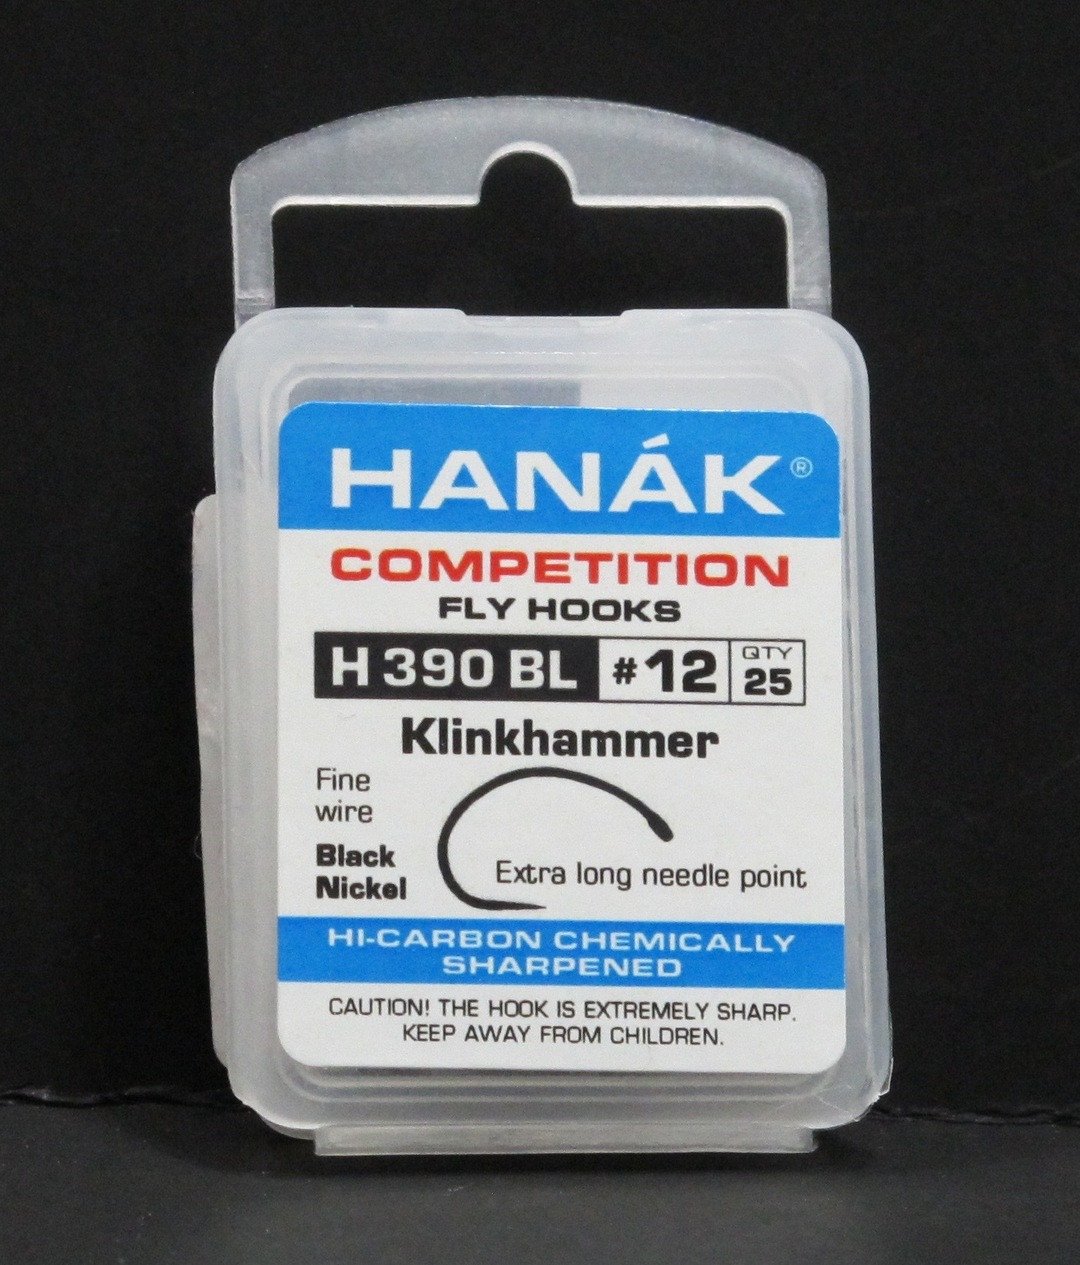 HANÁK®
COMPETITION
FLY HOOKS
H 390 BL #12 QTY 25
Klinkhammer
Fine
wire
Black
Nickel
Extra long needle point
HI-CARBON CHEMICALLY
SHARPENED
CAUTION! THE HOOK IS EXTREMELY SHARP.
KEEP AWAY FROM CHILDREN.